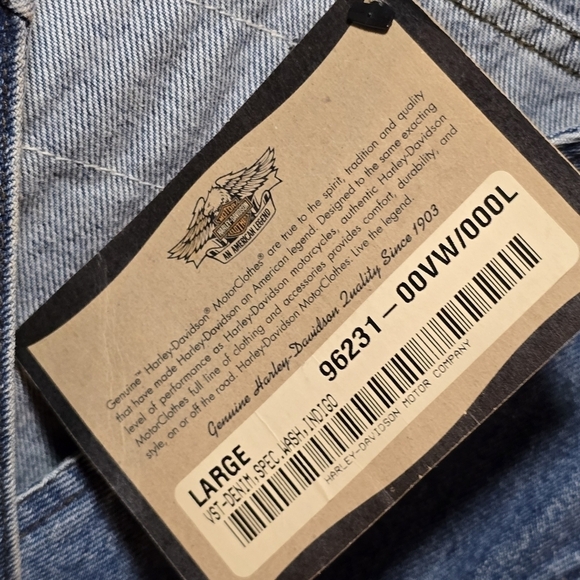 AN AMERICAN LEGEND
Genuine™ Harley-Davidson® MotorClothes® are true to the spirit, tradition and quality
that have made Harley-Davidson an American legend. Designed to the same exacting
level of performance as Harley-Davidson motorcycles, authentic Harley-Davidson
MotorClothes full line of clothing and accessories provides comfort, durability, and
style, on or off the road. Harley-Davidson MotorClothes- Live the legend.
Genuine Harley-Davidson Quality Since 1903
96231-00VW/000L
LARGE
VST-DENIM,SPEC.WASH,INDIGO
HARLEY-DAVIDSON MOTOR COMPANY